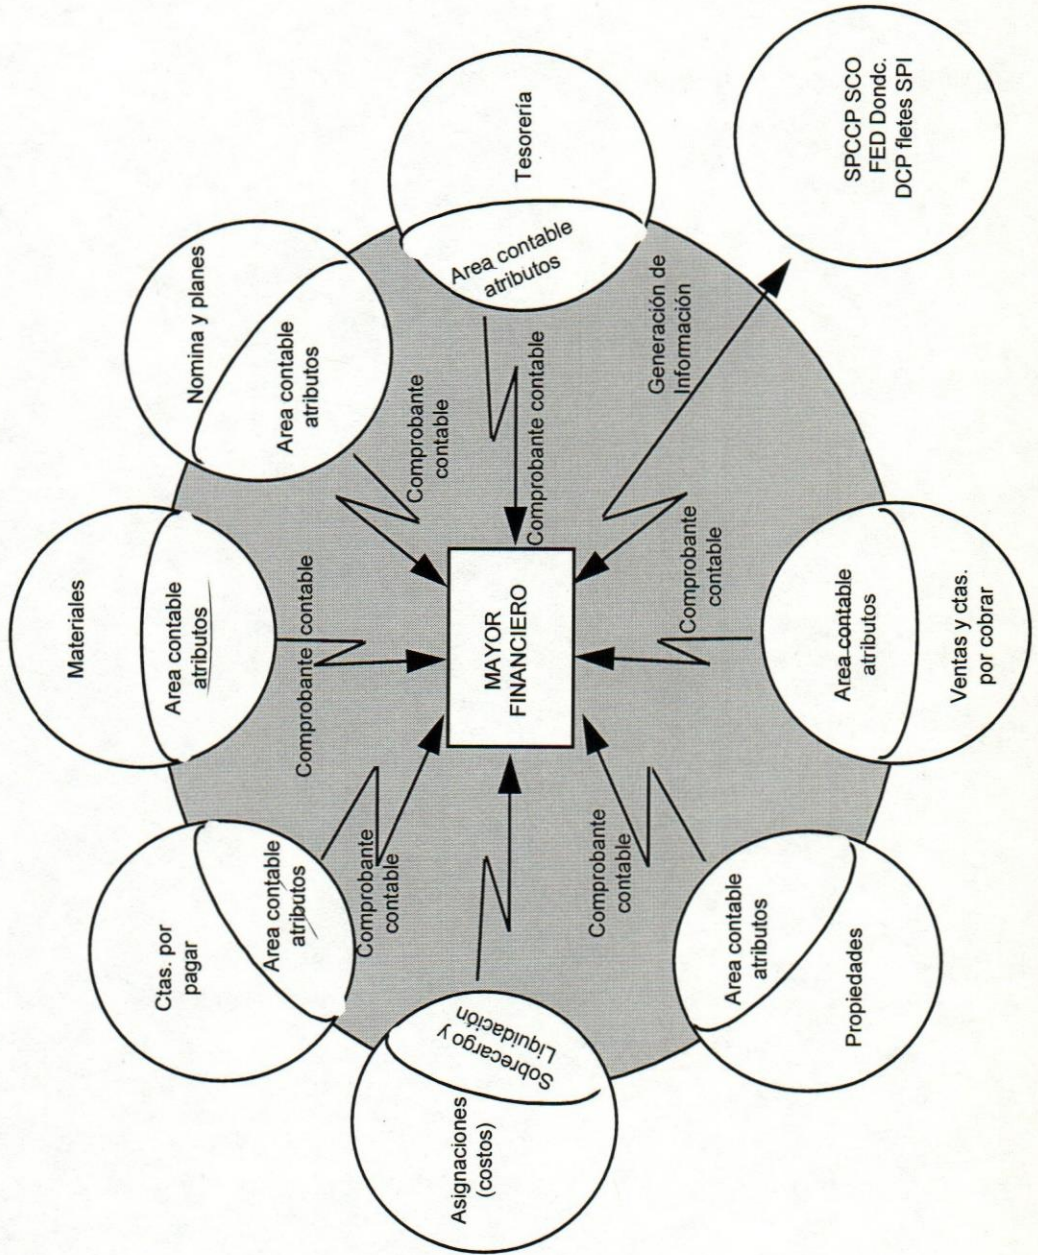 Materiales
Area contable
atributos
Ctas. por
pagar
Area contable
atributos
Nomina y planes
Area contable
atributos
Comprobante contable
Comprobante
contable
Comprobante
contable
Asignaciones
(costos)
Sobrecargo y
Liquidación
MAYOR
FINANCIERO
Comprobante contable
Area contable
atributos
Tesorería
Comprobante
contable
Comprobante
contable
Generación de
Información
Area contable
atributos
Propiedades
Area contable
atributos
Ventas y ctas.
por cobrar
SPCCP SCO
FED Dondc.
DCP fletes SPI